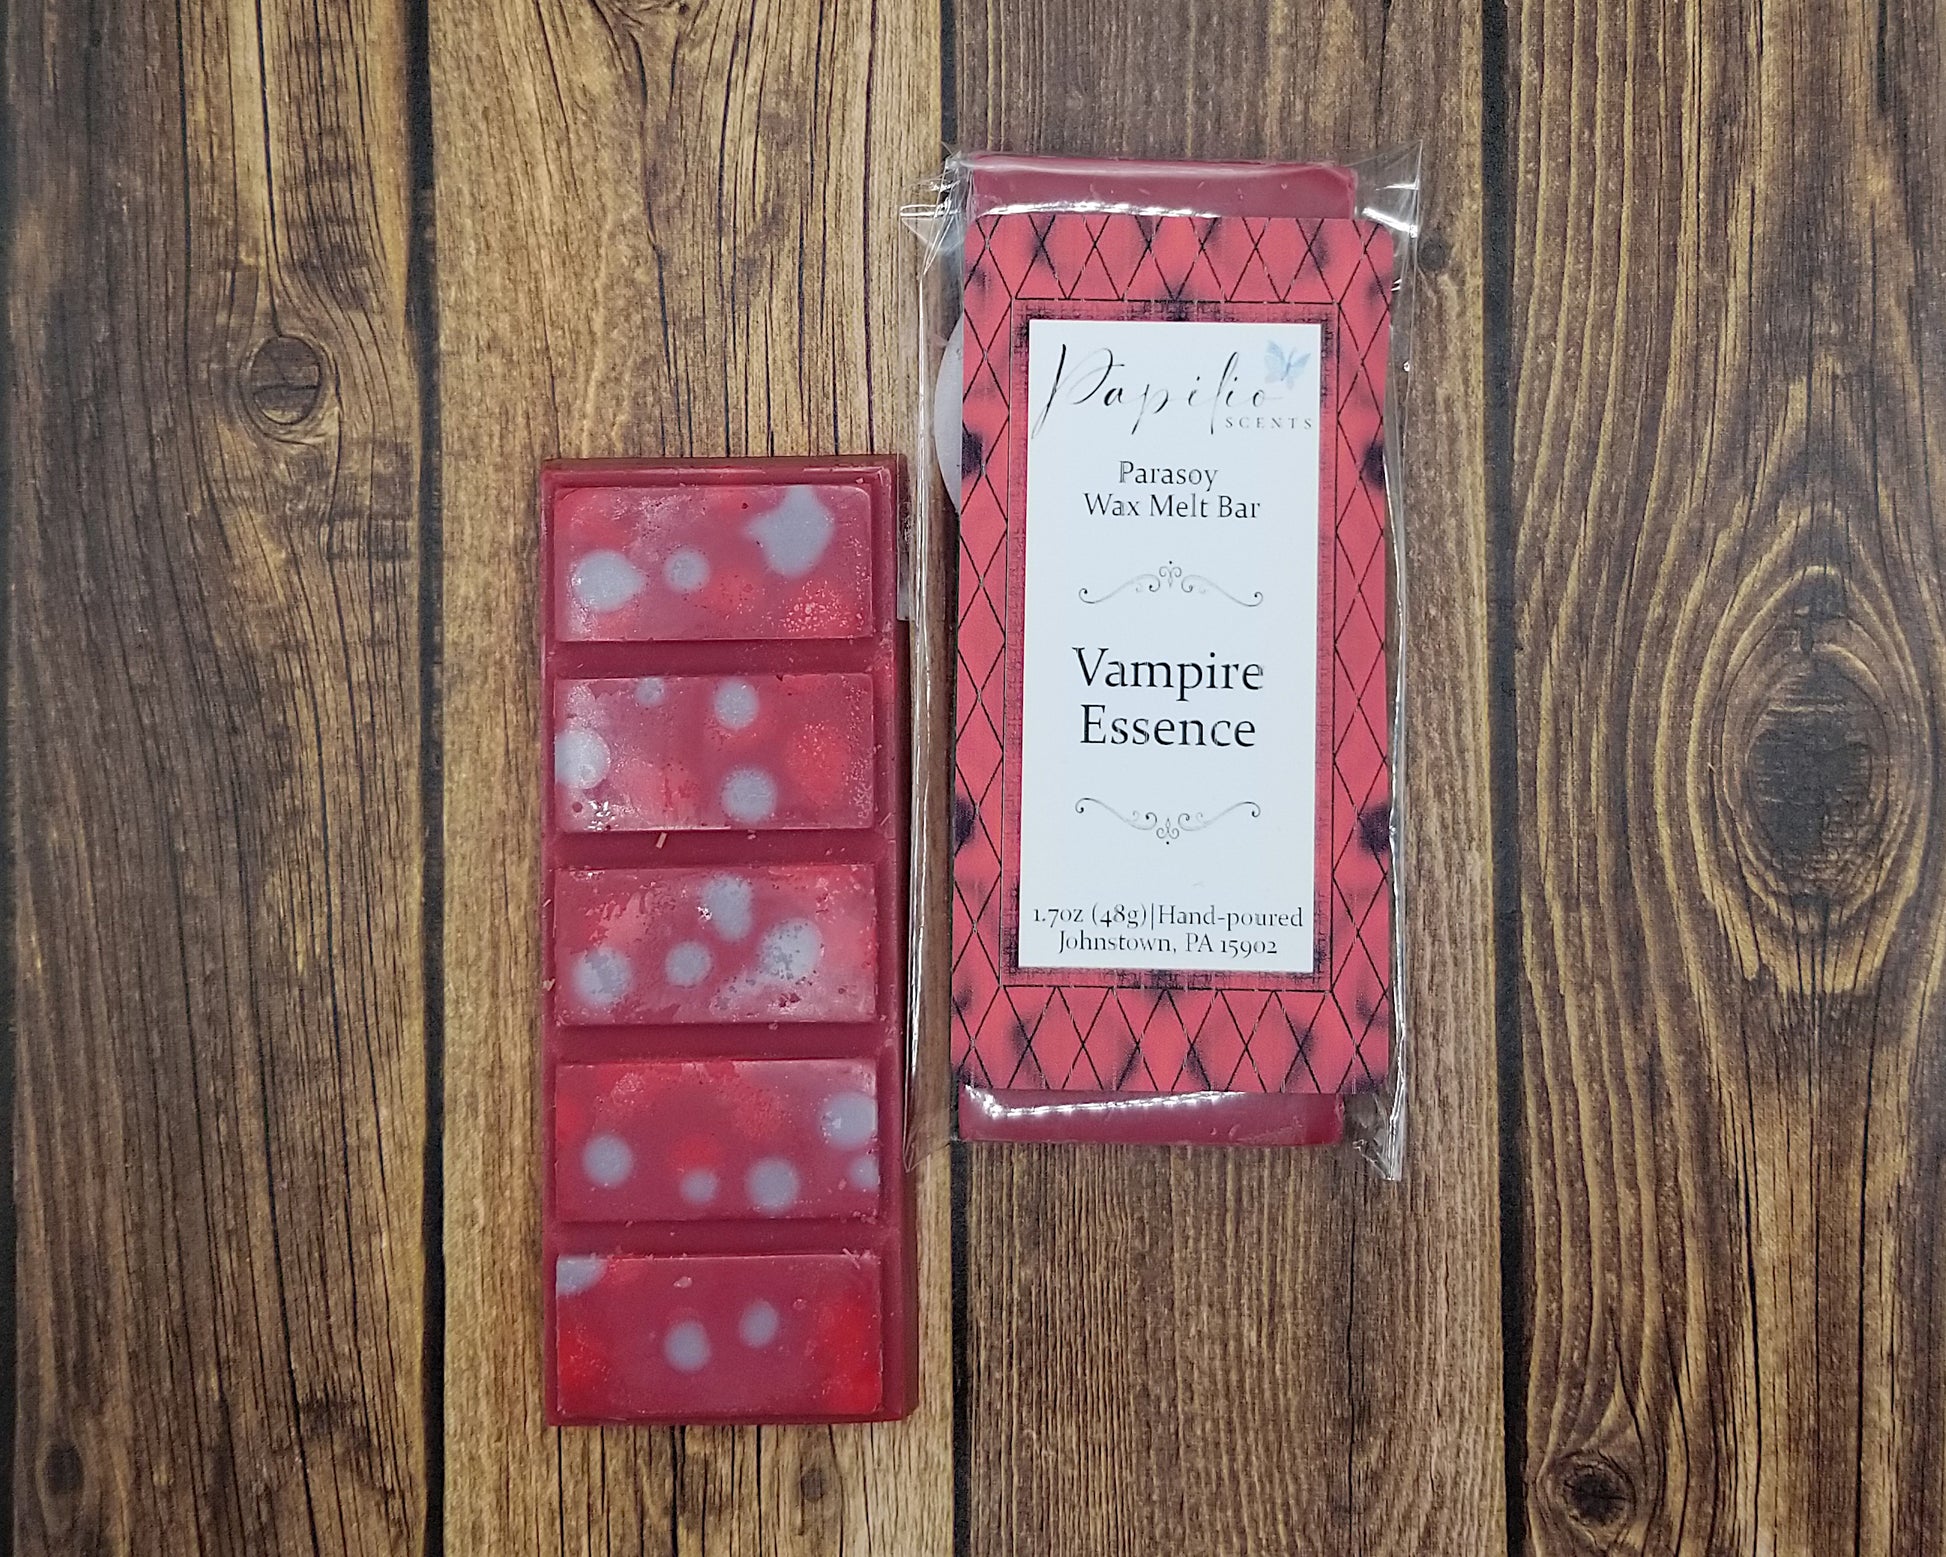 Papilio
SCENTS
Parasoy
Wax Melt Bar
Vampire
Essence
1.7oz (48g)|Hand-poured
Johnstown, PA 15902